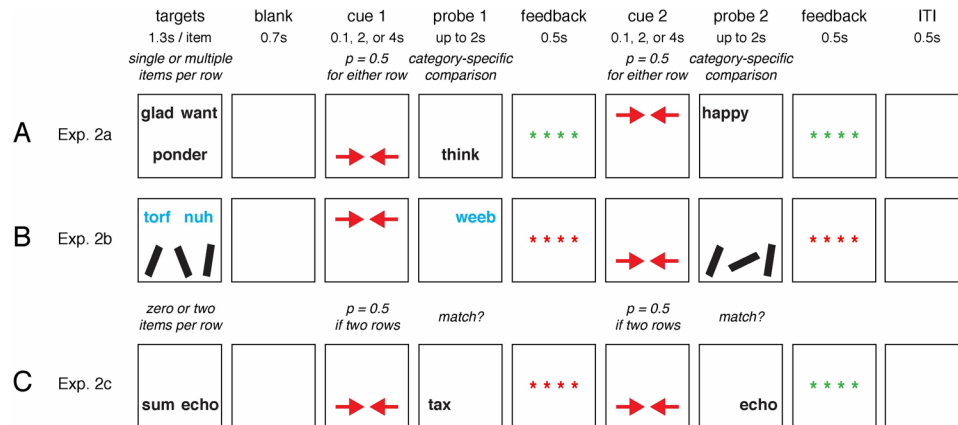 targets blank cue 1 probe 1 feedback cue 2 probe 2 feedback ITI
1.3s / item 0.7s 0.1, 2, or 4s up to 2s 0.5s 0.1, 2, or 4s up to 2s 0.5s 0.5s
single or multiple p = 0.5 category-specific p = 0.5 category-specific
items per row for either row comparison for either row comparison
glad want happy
A Exp. 2a * * * * * * * *
ponder think
torf nuh weeb
B Exp. 2b * * * * * * * *
zero or two p = 0.5 match? p = 0.5 match?
items per row if two rows if two rows
C Exp. 2c * * * * * * * *
sum echo tax echo